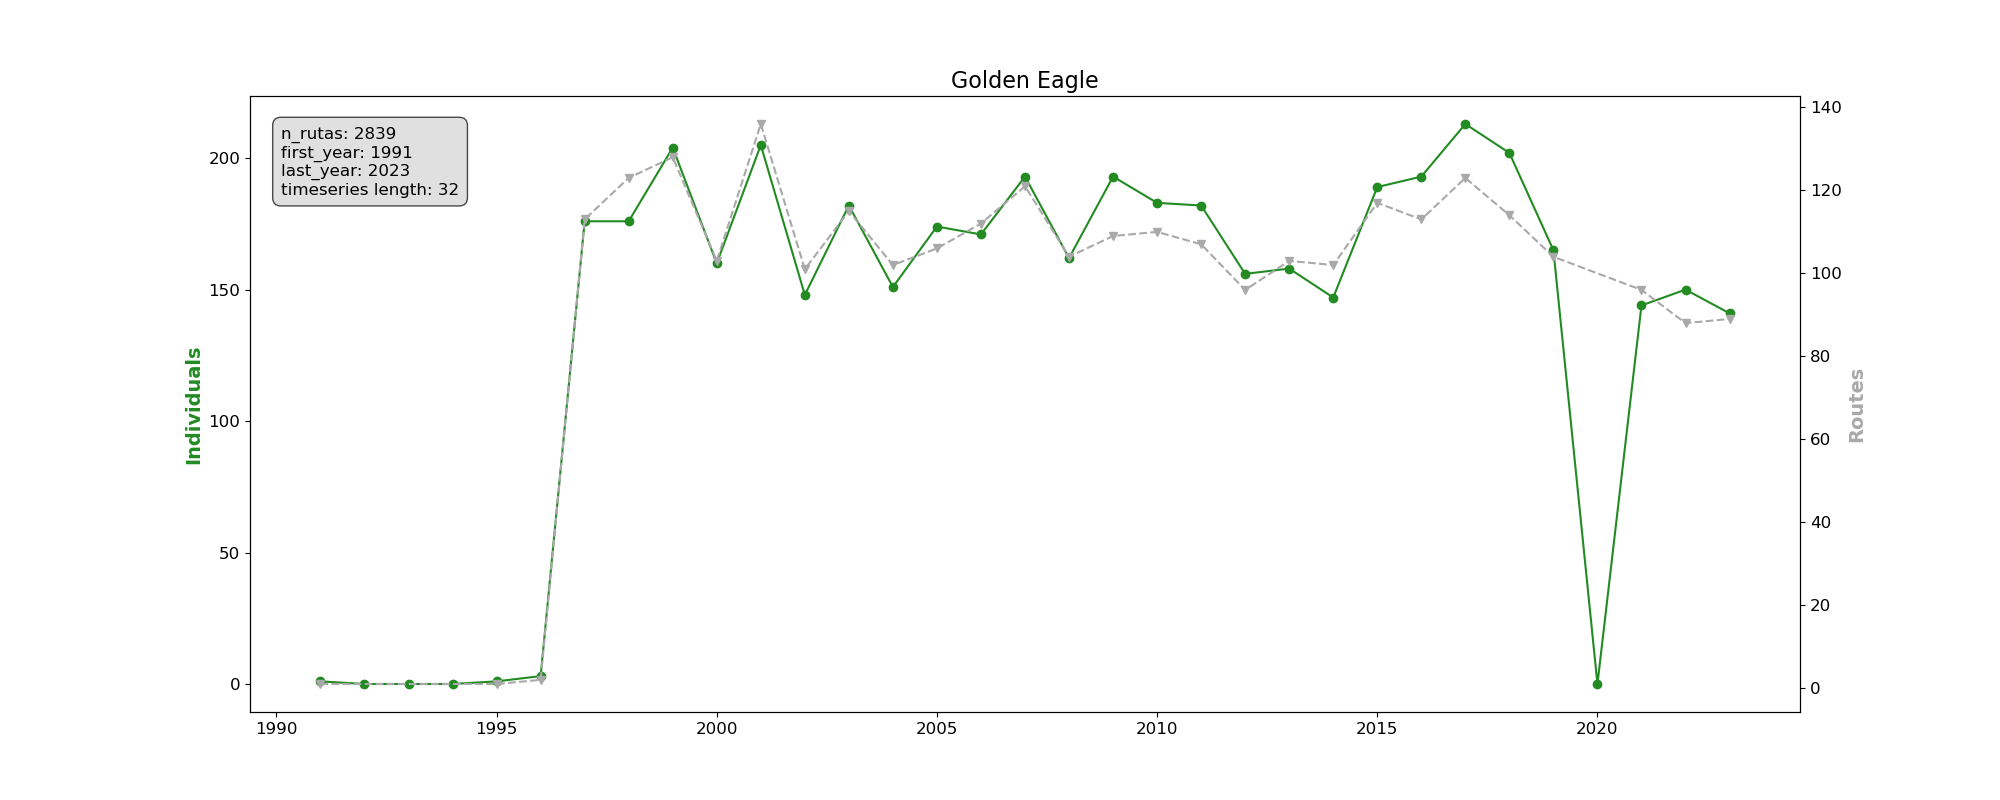 Golden Eagle
n_rutas: 2839
first_year: 1991
last_year: 2023
timeseries length: 32
Individuals
200
150
100
50
0
140
120
100
80
60
40
20
0
Routes
1990 1995 2000 2005 2010 2015 2020